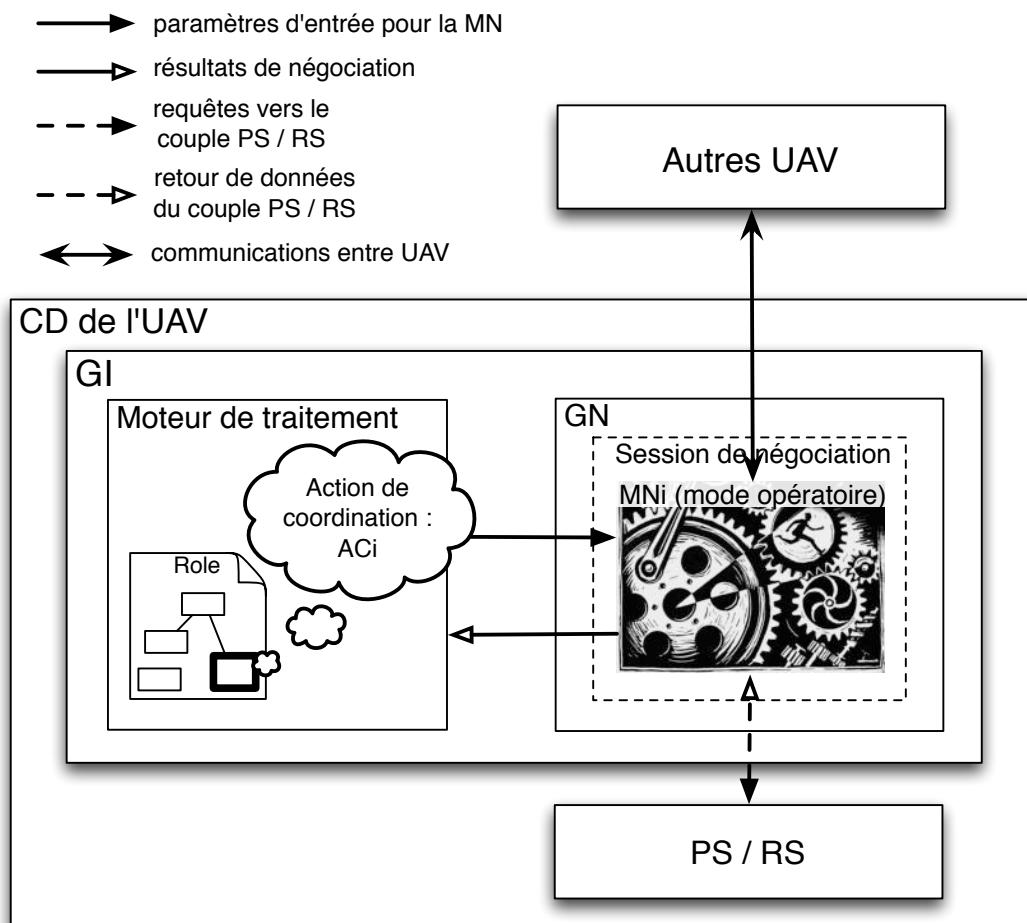 paramètres d'entrée pour la MN
résultats de négociation
requêtes vers le
couple PS / RS
retour de données
du couple PS / RS
communications entre UAV
Autres UAV
CD de l'UAV
GI
Moteur de traitement
Action de
coordination :
ACi
Role
GN
Session de négociation
MNi (mode opératoire)
PS / RS